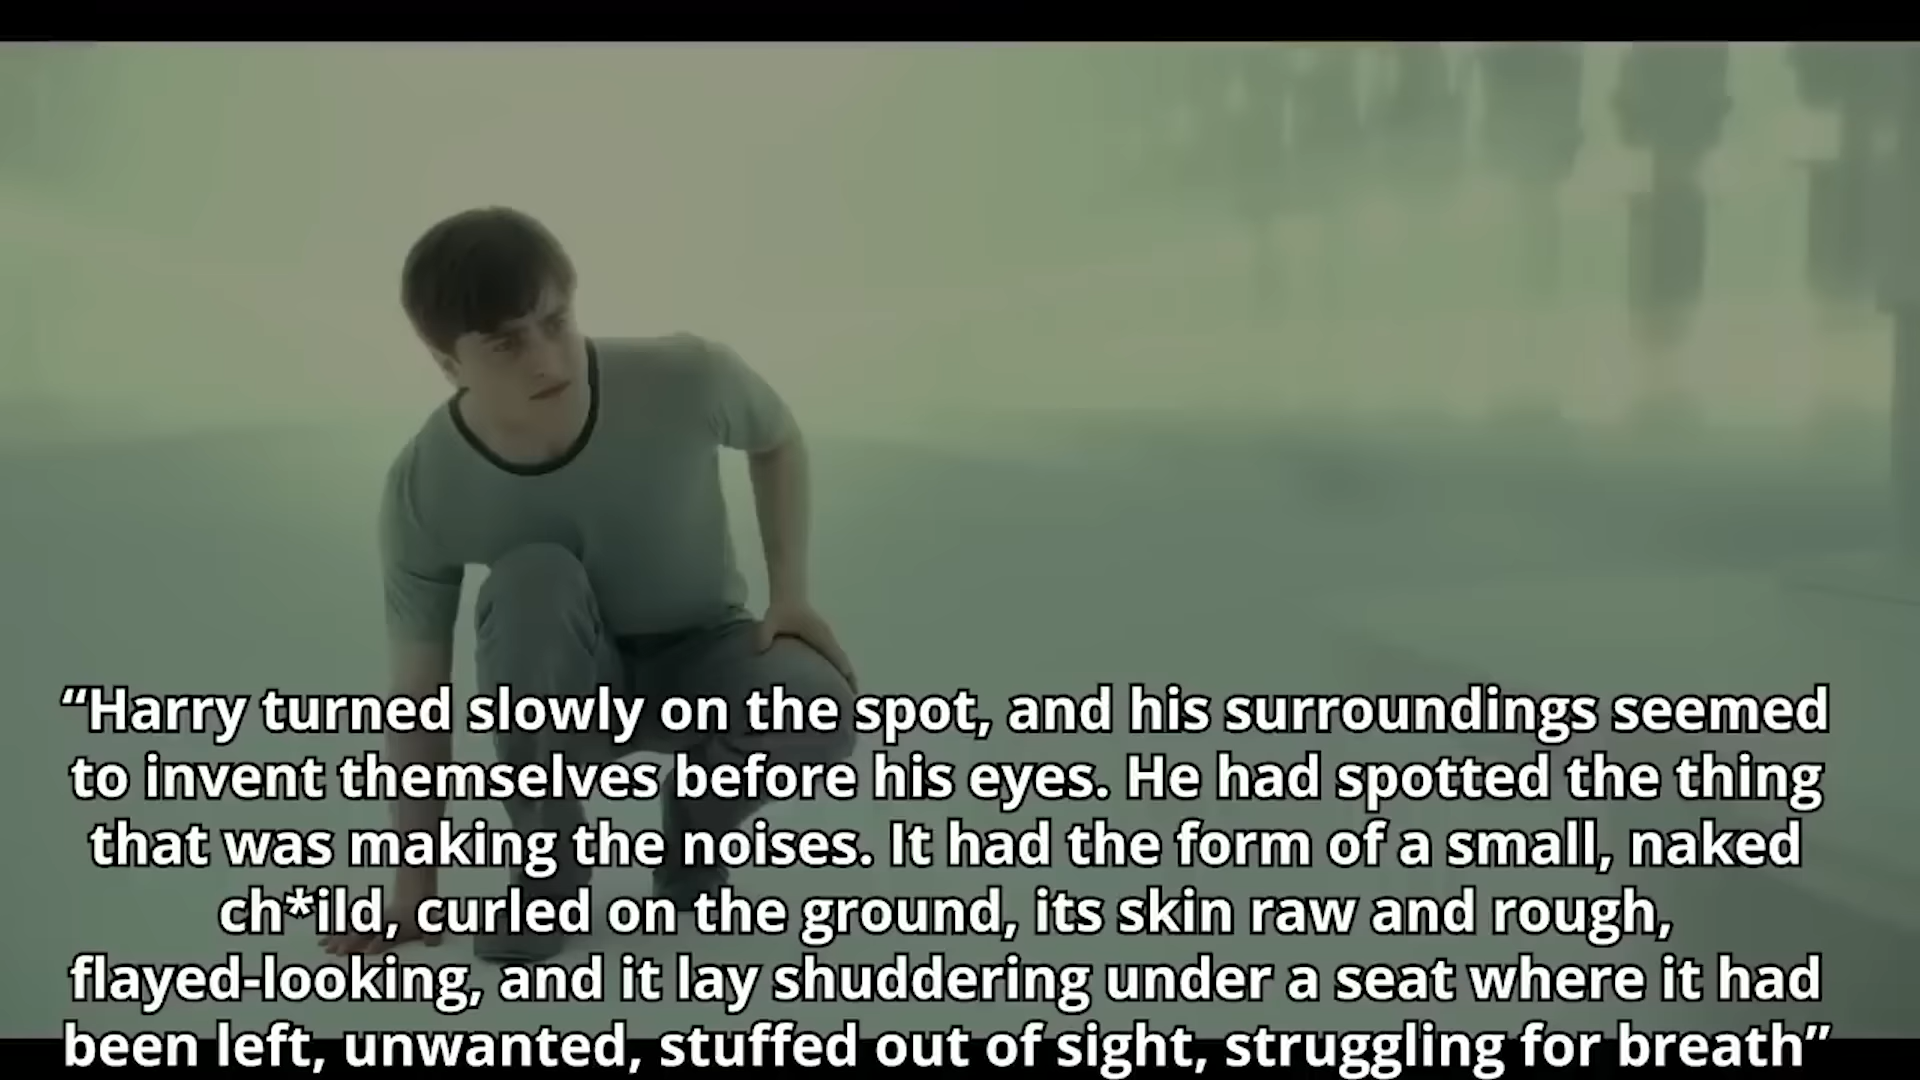 “Harry turned slowly on the spot, and his surroundings seemed
to invent themselves before his eyes. He had spotted the thing
that was making the noises. It had the form of a small, naked
ch*ild, curled on the ground, its skin raw and rough,
flayed-looking, and it lay shuddering under a seat where it had
been left, unwanted, stuffed out of sight, struggling for breath”